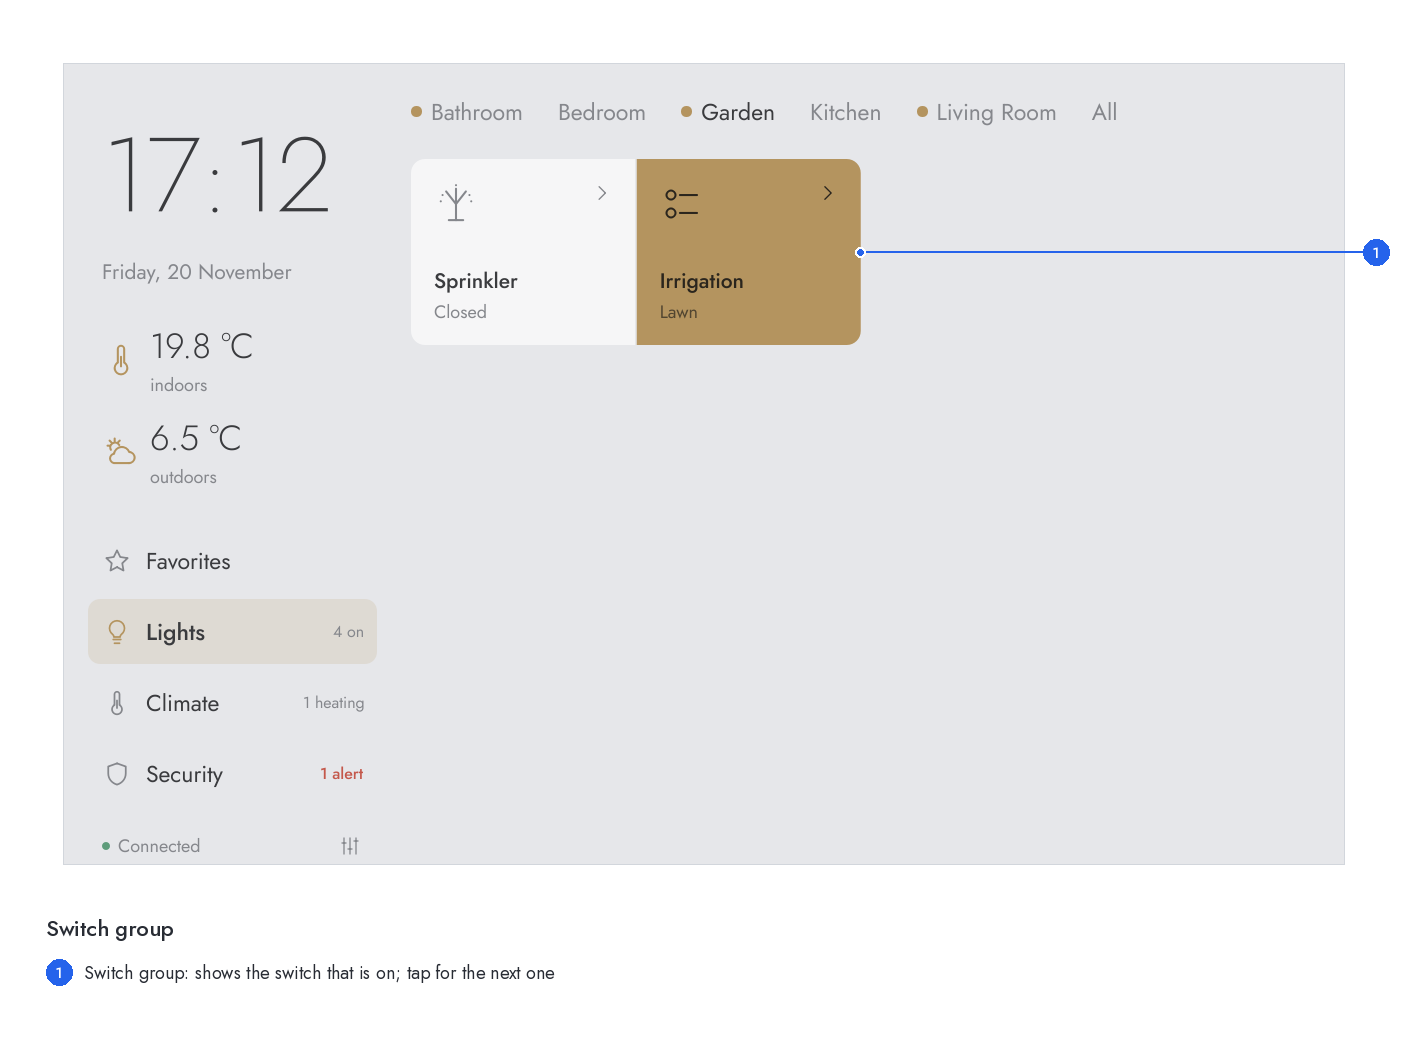 17:12
Friday, 20 November
19.8 °C
indoors
6.5 °C
outdoors
Favorites
Lights 4 on
Climate 1 heating
Security 1 alert
Connected
Bathroom Bedroom Garden Kitchen Living Room All
Sprinkler
Closed
Irrigation
Lawn
1
Switch group
1 Switch group: shows the switch that is on; tap for the next one